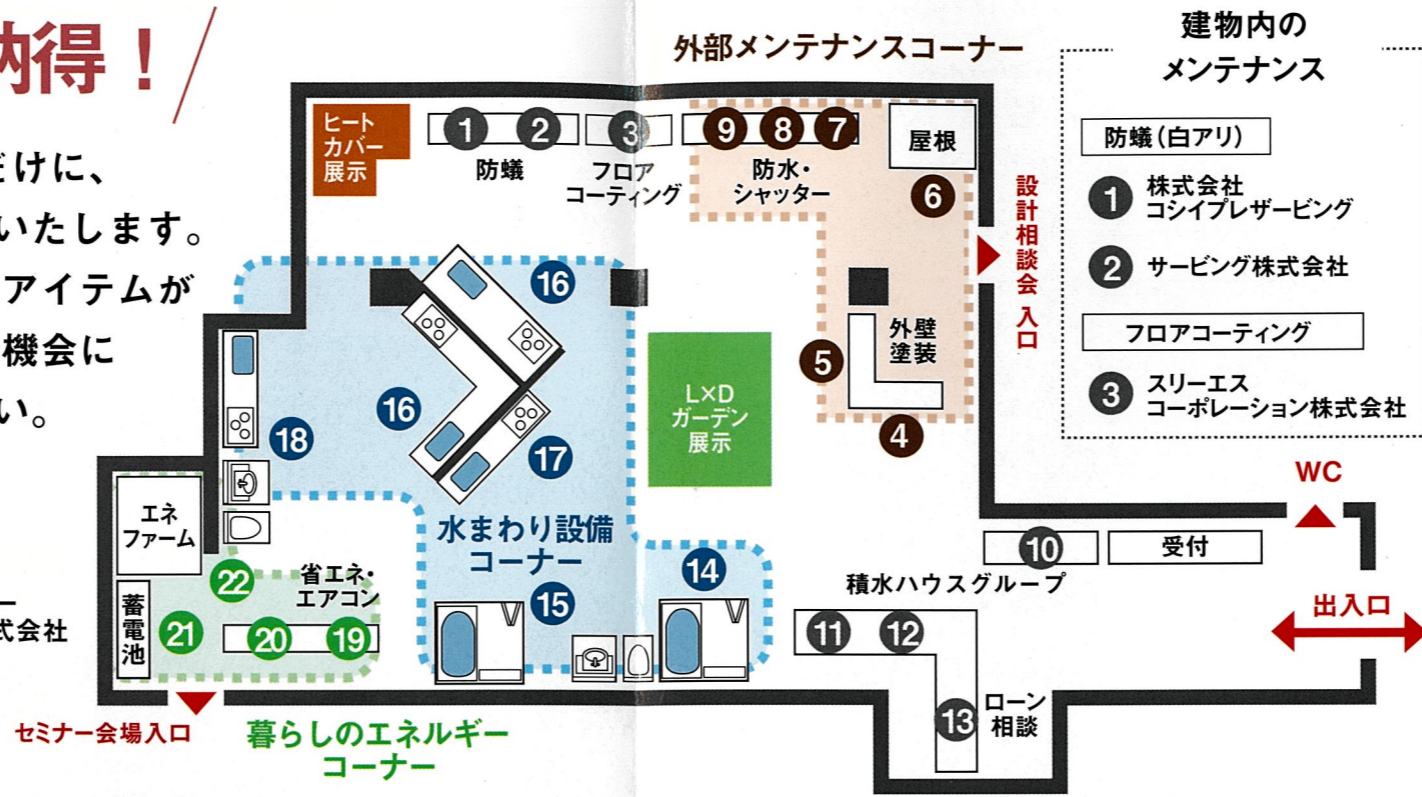 納得！
だけに、
いたします。
アイテムが
機会に
い。
式会社
外部メンテナンスコーナー
ヒート
カバー
展示
1
2
防蟻
3
フロア
コーティング
9
8
7
防水・
シャッター
屋根
6
設計相談会 入口
外壁
塗装
5
4
L×D
ガーデン
展示
16
16
17
18
水まわり設備
コーナー
15
14
エネ
ファーム
蓄電池
22
省エネ・
エアコン
21
20
19
セミナー会場入口
暮らしのエネルギー
コーナー
10
受付
積水ハウスグループ
11
12
13
ローン
相談
WC
出入口
建物内の
メンテナンス
防蟻（白アリ）
1
株式会社
コシイプレザービング
2
サービング株式会社
フロアコーティング
3
スリーエス
コーポレーション株式会社